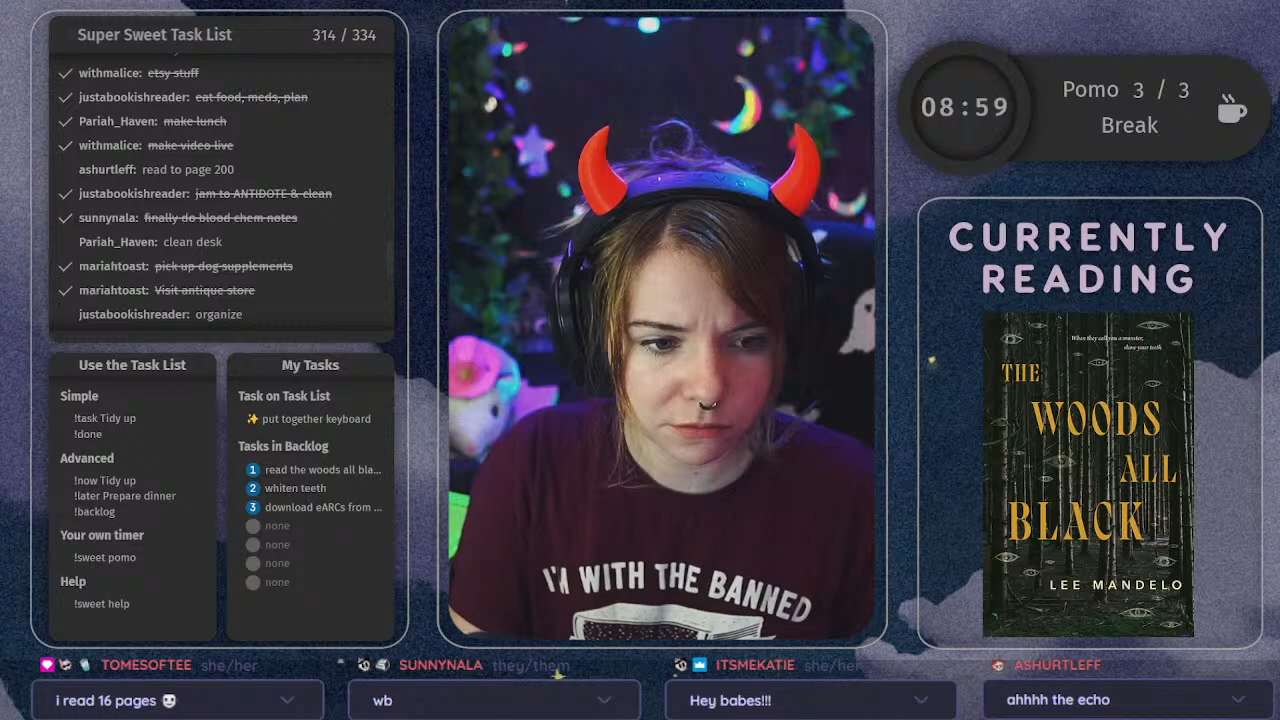 Super Sweet Task List 314 / 334
withmalice: etsy stuff
justabookishreader: eat food, meds, plan
Pariah_Haven: make lunch
withmalice: make video live
ashurtleff: read to page 200
justabookishreader: jam to ANTIDOTE & clean
sunnynala: finally do blood chem notes
Pariah_Haven: clean desk
mariahtoast: pick up dog supplements
mariahtoast: Visit antique store
justabookishreader: organize
Use the Task List
Simple
!task Tidy up
!done
Advanced
!now Tidy up
!later Prepare dinner
!backlog
Your own timer
!sweet pomo
Help
!sweet help
My Tasks
Task on Task List
✨ put together keyboard
Tasks in Backlog
1 read the woods all bla...
2 whiten teeth
3 download eARCs from ...
none
none
none
none
I'M WITH THE BANNED
08:59
Pomo 3 / 3
Break
CURRENTLY
READING
When they call you a monster,
show your teeth
THE
WOODS
ALL
BLACK
LEE MANDELO
TOMESOFTEE she/her
i read 16 pages
SUNNYNALA they/them
wb
ITSMEKATIE she/her
Hey babes!!!
ASHURTLEFF
ahhhh the echo